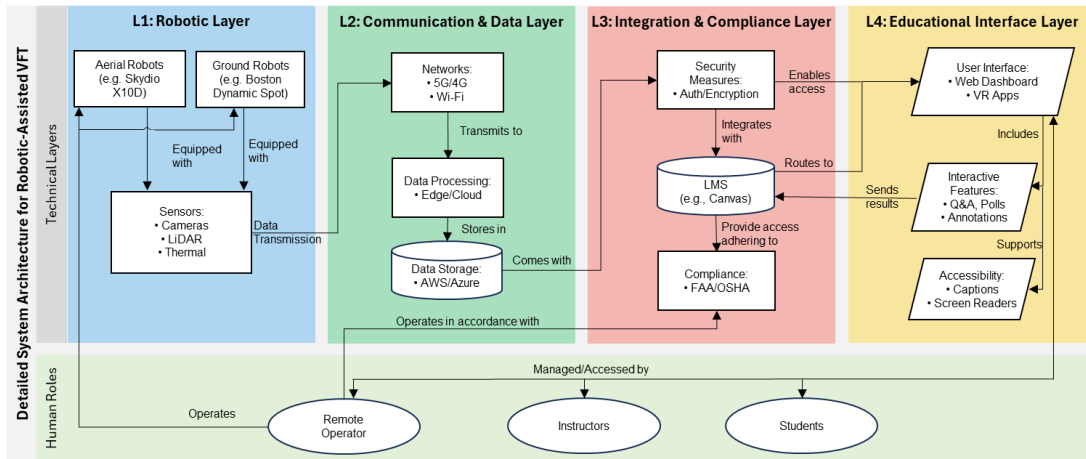 Detailed System Architecture for Robotic-Assisted VFT
Technical Layers
Human Roles
L1: Robotic Layer
L2: Communication & Data Layer
L3: Integration & Compliance Layer
L4: Educational Interface Layer
Aerial Robots
(e.g. Skydio
X10D)
Ground Robots
(e.g. Boston
Dynamic Spot)
Equipped
with
Equipped
with
Sensors:
• Cameras
• LiDAR
• Thermal
Data
Transmission
Networks:
• 5G/4G
• Wi-Fi
Transmits to
Data Processing:
• Edge/Cloud
Stores in
Data Storage:
• AWS/Azure
Comes with
Security
Measures:
• Auth/Encryption
Enables
access
Integrates
with
LMS
(e.g., Canvas)
Routes to
Sends
results
Provide access
adhering to
Compliance:
• FAA/OSHA
User Interface:
• Web Dashboard
• VR Apps
Includes
Interactive
Features:
• Q&A, Polls
• Annotations
Supports
Accessibility:
• Captions
• Screen Readers
Operates in accordance with
Managed/Accessed by
Operates
Remote
Operator
Instructors
Students